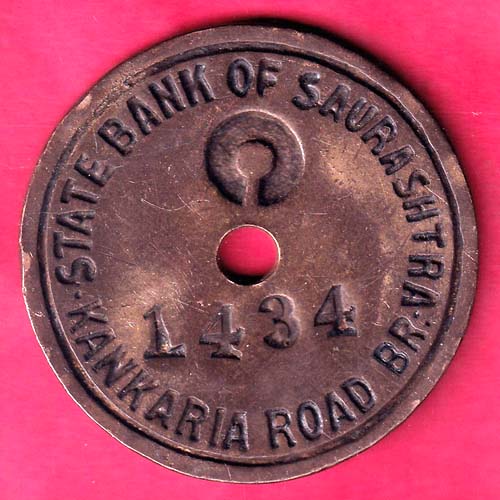 STATE BANK OF SAURASHTRA
1434
KANKARIA ROAD BR.